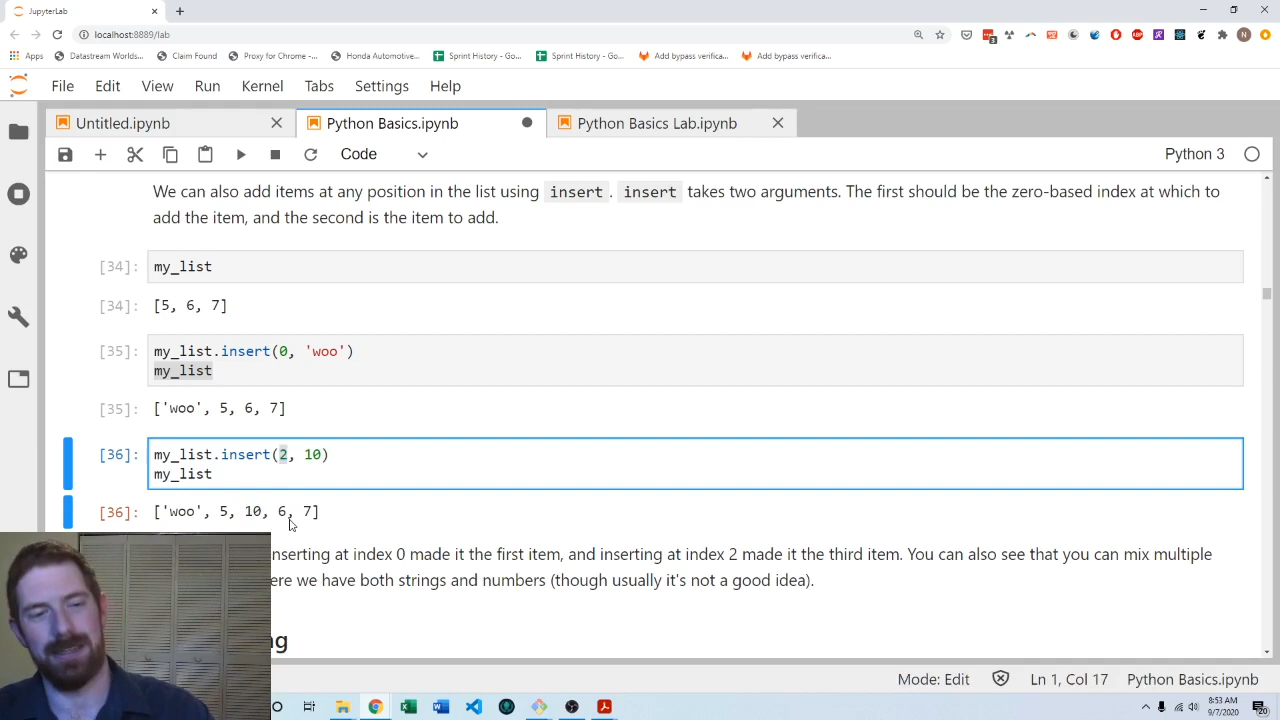 JupyterLab
localhost:8889/lab
Apps Datastream Worlds... Claim Found Proxy for Chrome -... Honda Automotive... Sprint History - Go... Sprint History - Go... Add bypass verifica... Add bypass verifica...
File Edit View Run Kernel Tabs Settings Help
Untitled.ipynb Python Basics.ipynb Python Basics Lab.ipynb
Code Python 3
We can also add items at any position in the list using insert . insert takes two arguments. The first should be the zero-based index at which to
add the item, and the second is the item to add.
[34]: my_list
[34]: [5, 6, 7]
[35]: my_list.insert(0, 'woo')
my_list
[35]: ['woo', 5, 6, 7]
[36]: my_list.insert(2, 10)
my_list
[36]: ['woo', 5, 10, 6, 7]
inserting at index 0 made it the first item, and inserting at index 2 made it the third item. You can also see that you can mix multiple
ere we have both strings and numbers (though usually it's not a good idea).
ng
Mode: Edit Ln 1, Col 17 Python Basics.ipynb
8:53 AM
9/7/2020